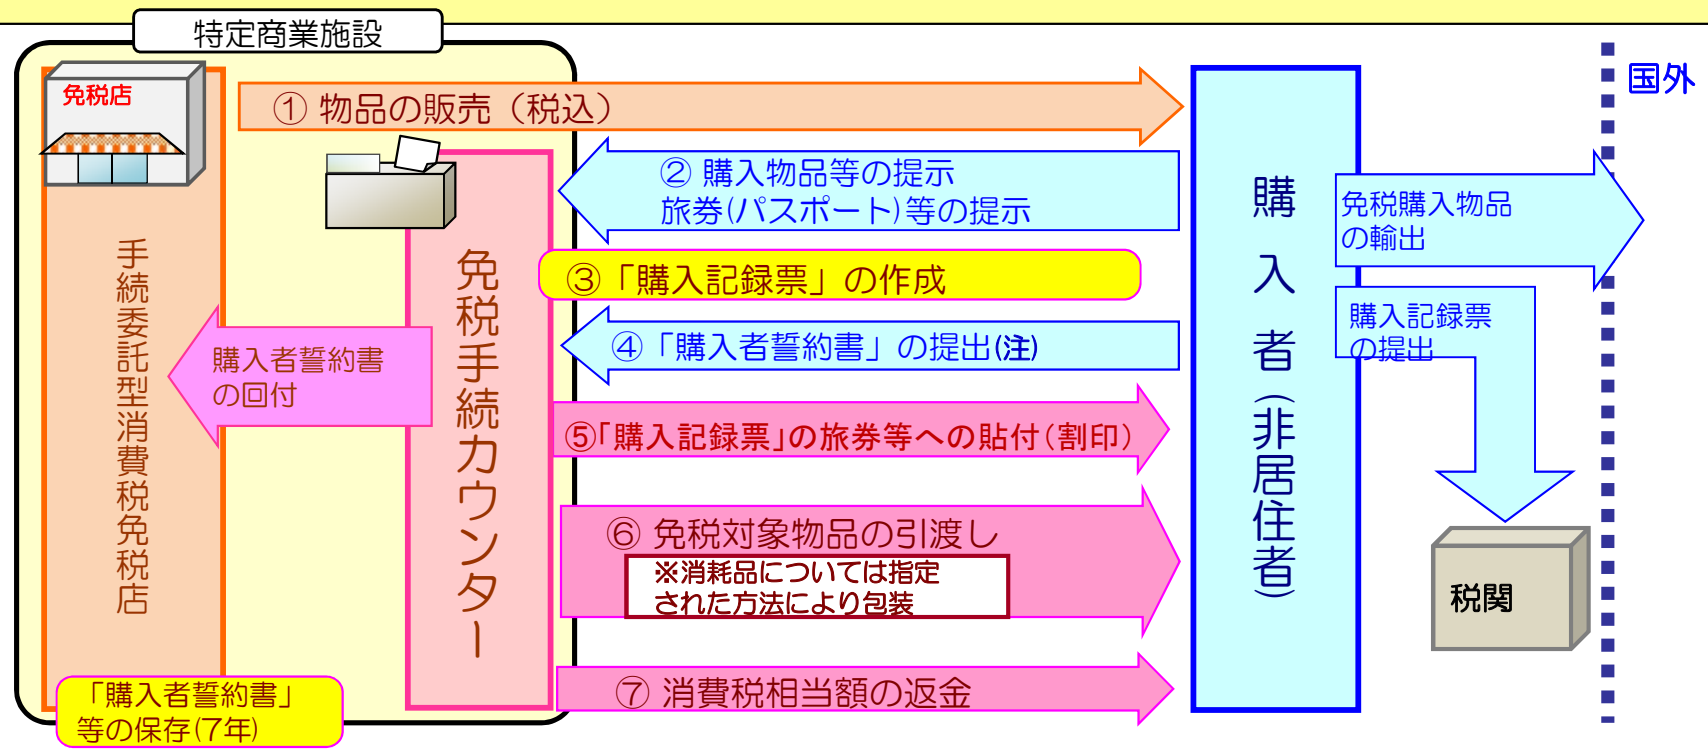 特定商業施設
免税店
国外
① 物品の販売（税込）
② 購入物品等の提示
旅券(パスポート)等の提示
③「購入記録票」の作成
④「購入者誓約書」の提出(注)
⑤「購入記録票」の旅券等への貼付(割印)
⑥ 免税対象物品の引渡し
※消耗品については指定
された方法により包装
⑦ 消費税相当額の返金
手続委託型消費税免税店
免税手続カウンター
購入者誓約書
の回付
「購入者誓約書」
等の保存(7年)
購入者(非居住者)
免税購入物品
の輸出
購入記録票
の提出
税関